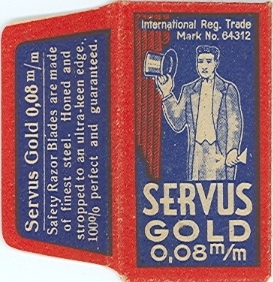 Servus Gold 0,08 m/m
Safety Razor Blades are made
of finest steel. Honed and
stropped to an ultra-keen edge.
100% perfect and guaranteed.
International Reg. Trade
Mark No. 64312
SERVUS
GOLD
0,08 m/m